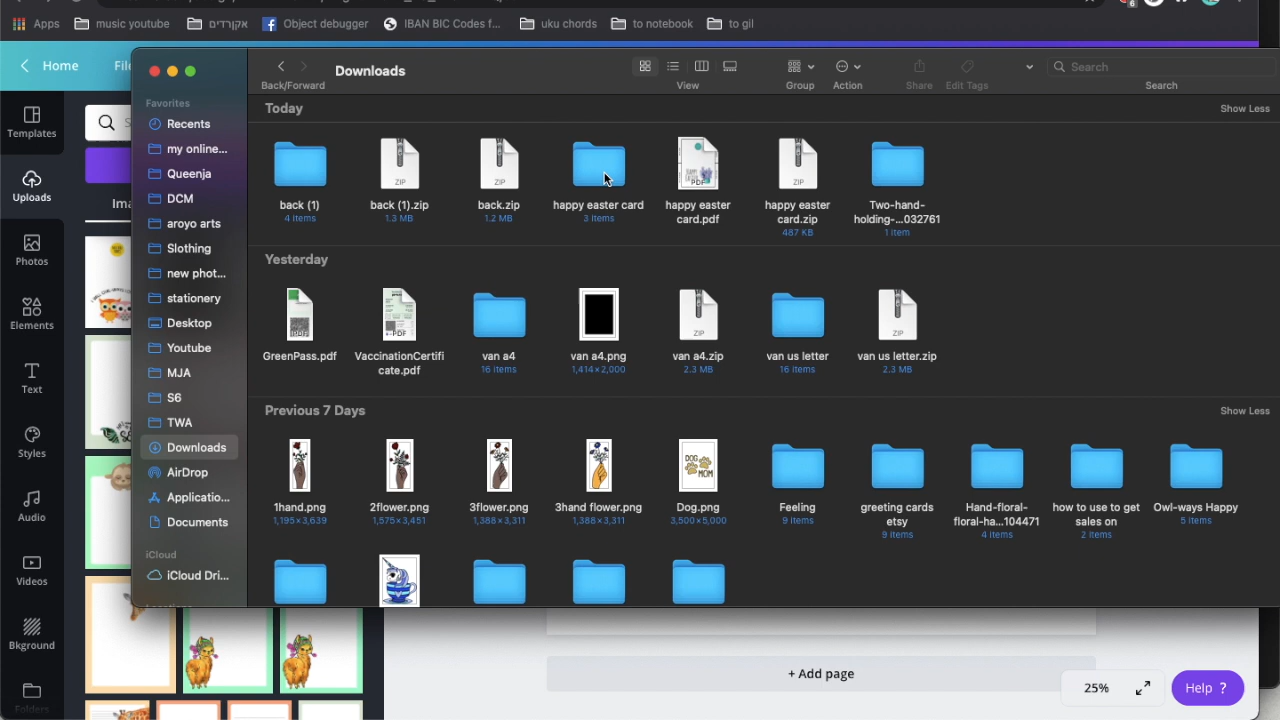 Apps music youtube אקורדים Object debugger IBAN BIC Codes f... uku chords to notebook to gil
Home
Templates
Uploads
Photos
Elements
Text
Styles
Audio
Videos
Bkground
Folders
Back/Forward
Downloads
View
Group
Action
Share
Edit Tags
Search
Search
Favorites
Recents
my online...
Queenja
DCM
aroyo arts
Slothing
new phot...
stationery
Desktop
Youtube
MJA
S6
TWA
Downloads
AirDrop
Applicatio...
Documents
iCloud
iCloud Dri...
Today
Show Less
back (1)
4 items
back (1).zip
1.3 MB
back.zip
1.2 MB
happy easter card
3 items
happy easter
card.pdf
happy easter
card.zip
487 KB
Two-hand-
holding-...032761
1 item
Yesterday
GreenPass.pdf
VaccinationCertifi
cate.pdf
van a4
16 items
van a4.png
1,414×2,000
van a4.zip
2.3 MB
van us letter
16 items
van us letter.zip
2.3 MB
Previous 7 Days
Show Less
1hand.png
1,195×3,639
2flower.png
1,575×3,451
3flower.png
1,388×3,311
3hand flower.png
1,388×3,311
Dog.png
3,500×5,000
Feeling
9 items
greeting cards
etsy
9 items
Hand-floral-
floral-ha...104471
4 items
how to use to get
sales on
2 items
Owl-ways Happy
5 items
+ Add page
25%
Help ?